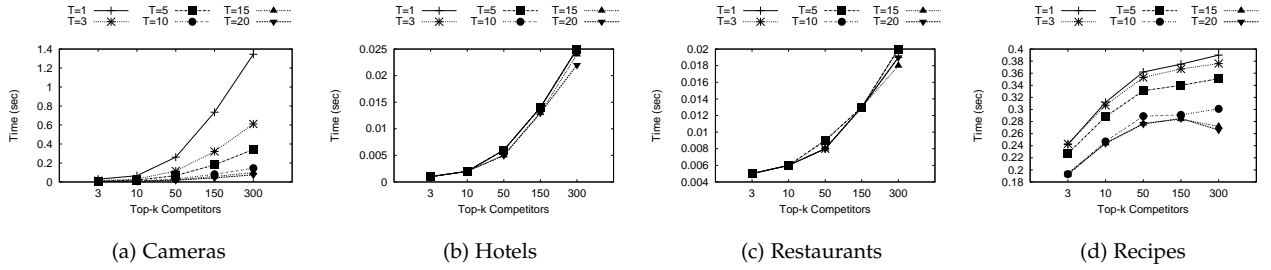 T=1 T=5 T=15
T=3 T=10 T=20
1.4
1.2
1
0.8
0.6
0.4
0.2
0
Time (sec)
3 10 50 150 300
Top-k Competitors
(a) Cameras
T=1 T=5 T=15
T=3 T=10 T=20
0.025
0.015
0.005
Time (sec)
3 10 50 150 300
Top-k Competitors
(b) Hotels
T=1 T=5 T=15
T=3 T=10 T=20
0.02
0.018
0.016
0.014
0.012
0.01
0.008
0.006
0.004
Time (sec)
3 10 50 150 300
Top-k Competitors
(c) Restaurants
T=1 T=5 T=15
T=3 T=10 T=20
0.4
0.38
0.36
0.34
0.32
0.3
0.28
0.26
0.24
0.22
0.2
0.18
Time (sec)
3 10 50 150 300
Top-k Competitors
(d) Recipes